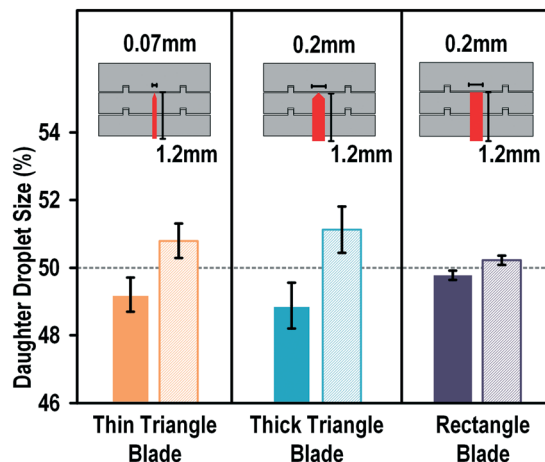 0.07mm
0.2mm
0.2mm
1.2mm
1.2mm
1.2mm
Daughter Droplet Size (%)
54
52
50
48
46
Thin Triangle
Blade
Thick Triangle
Blade
Rectangle
Blade